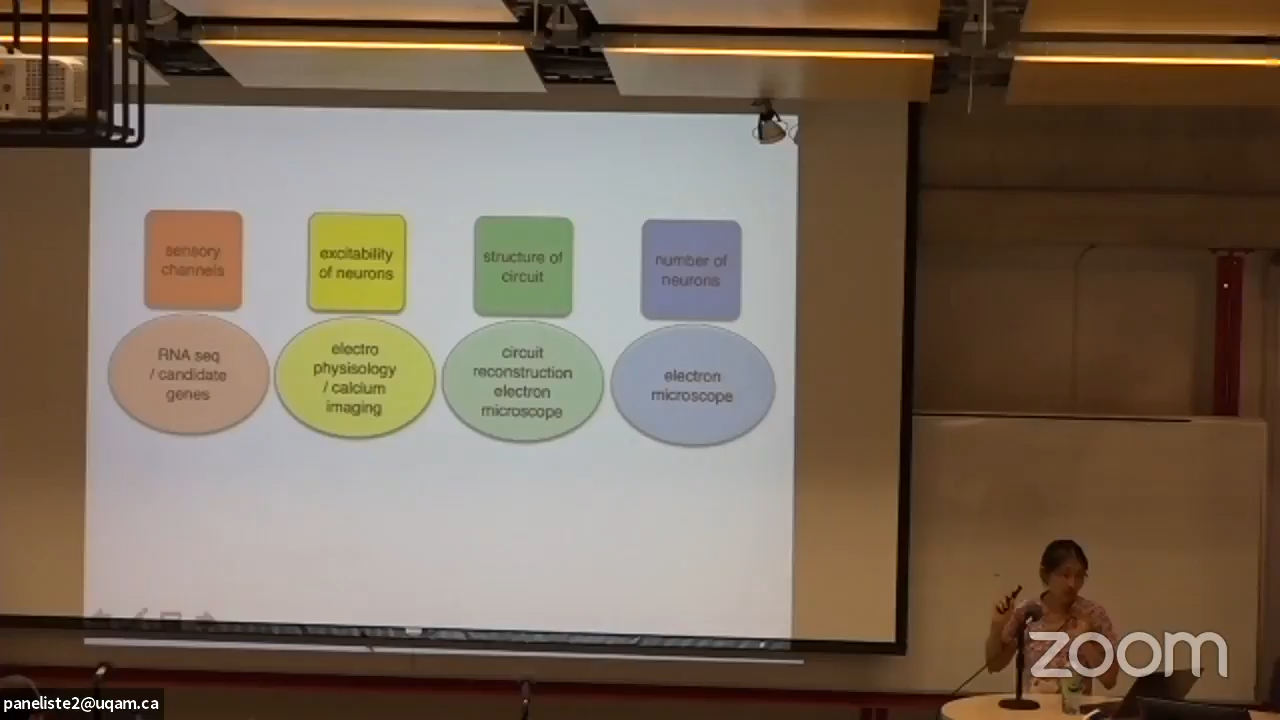 sensory
channels
excitability
of neurons
structure of
circuit
number of
neurons
RNA seq
/ candidate
genes
electro
physisology
/ calcium
imaging
circuit
reconstruction
electron
microscope
electron
microscope
zoom
paneliste2@uqam.ca